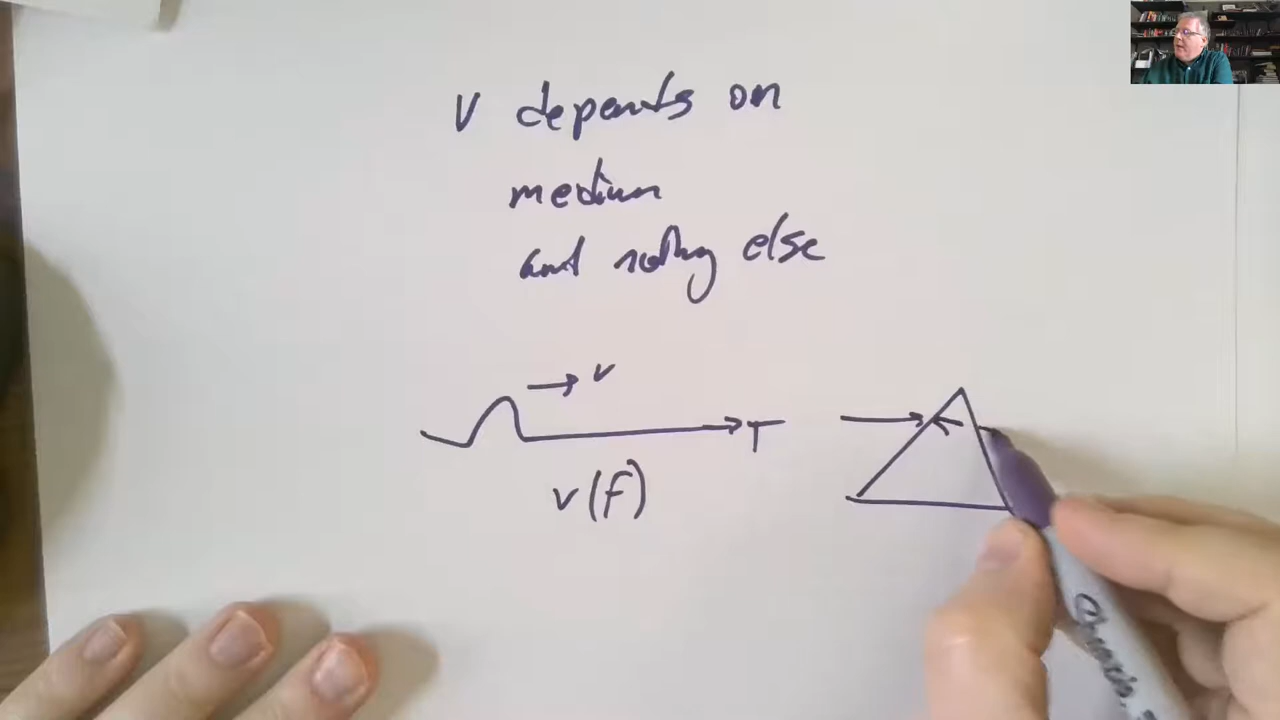 V depends on
medium
and nothing else
→ v
T
v(f)